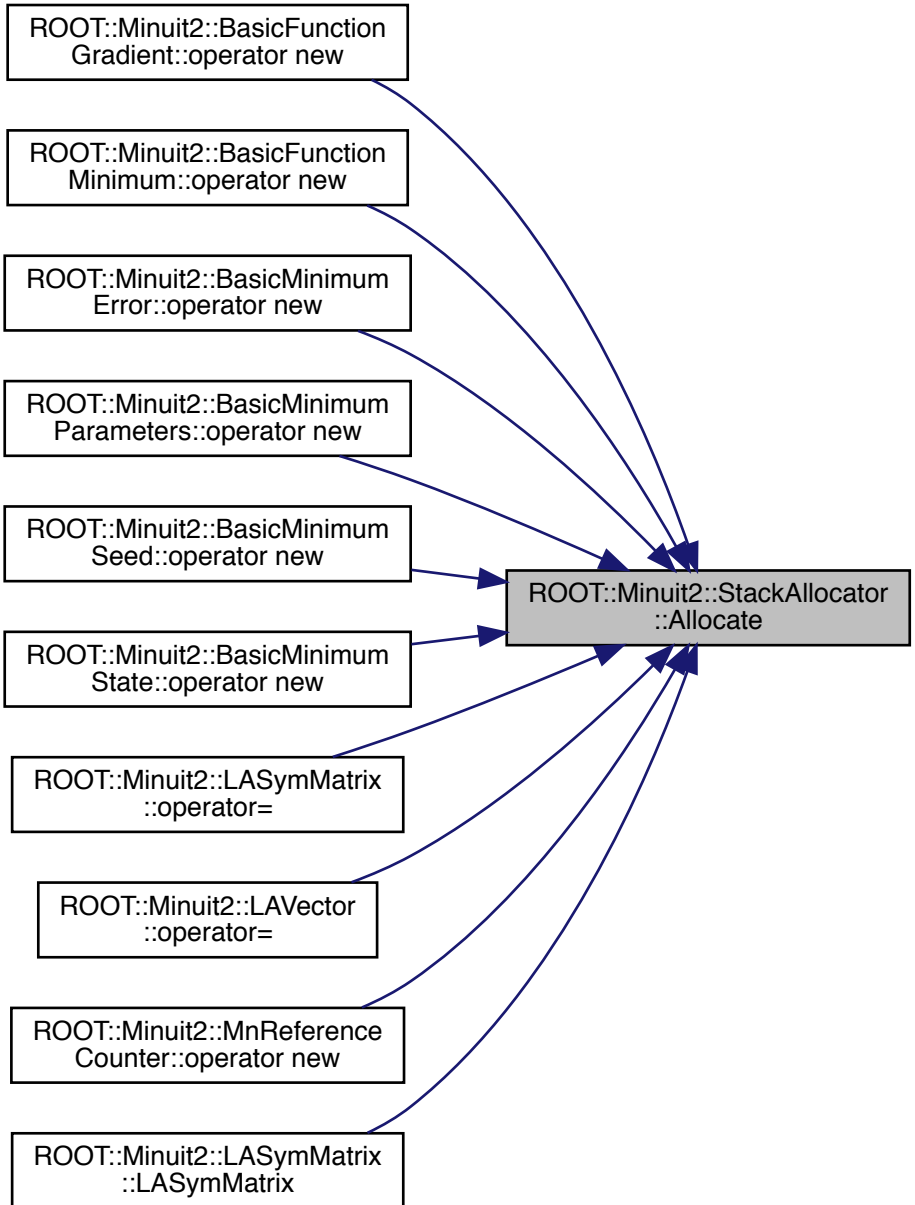 ROOT::Minuit2::BasicFunction
Gradient::operator new
ROOT::Minuit2::BasicFunction
Minimum::operator new
ROOT::Minuit2::BasicMinimum
Error::operator new
ROOT::Minuit2::BasicMinimum
Parameters::operator new
ROOT::Minuit2::BasicMinimum
Seed::operator new
ROOT::Minuit2::StackAllocator
::Allocate
ROOT::Minuit2::BasicMinimum
State::operator new
ROOT::Minuit2::LASymMatrix
::operator=
ROOT::Minuit2::LAVector
::operator=
ROOT::Minuit2::MnReference
Counter::operator new
ROOT::Minuit2::LASymMatrix
::LASymMatrix